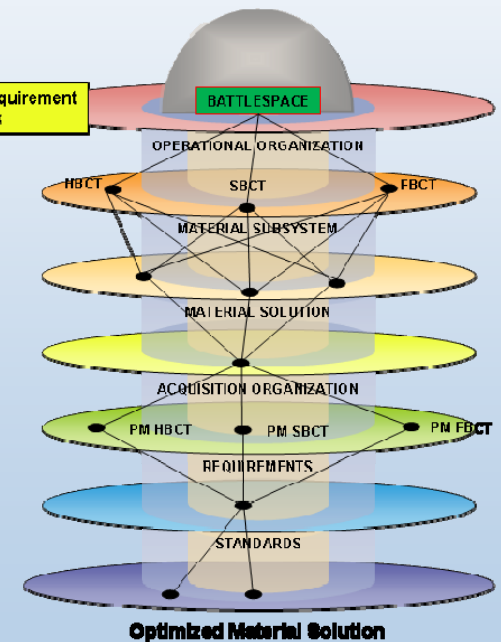 quirement
s
BATTLESPACE
OPERATIONAL ORGANIZATION
HBCT
SBCT
FBCT
MATERIAL SUBSYSTEM
MATERIAL SOLUTION
ACQUISITION ORGANIZATION
PM HBCT
PM SBCT
PM FBCT
REQUIREMENTS
STANDARDS
Optimized Material Solution